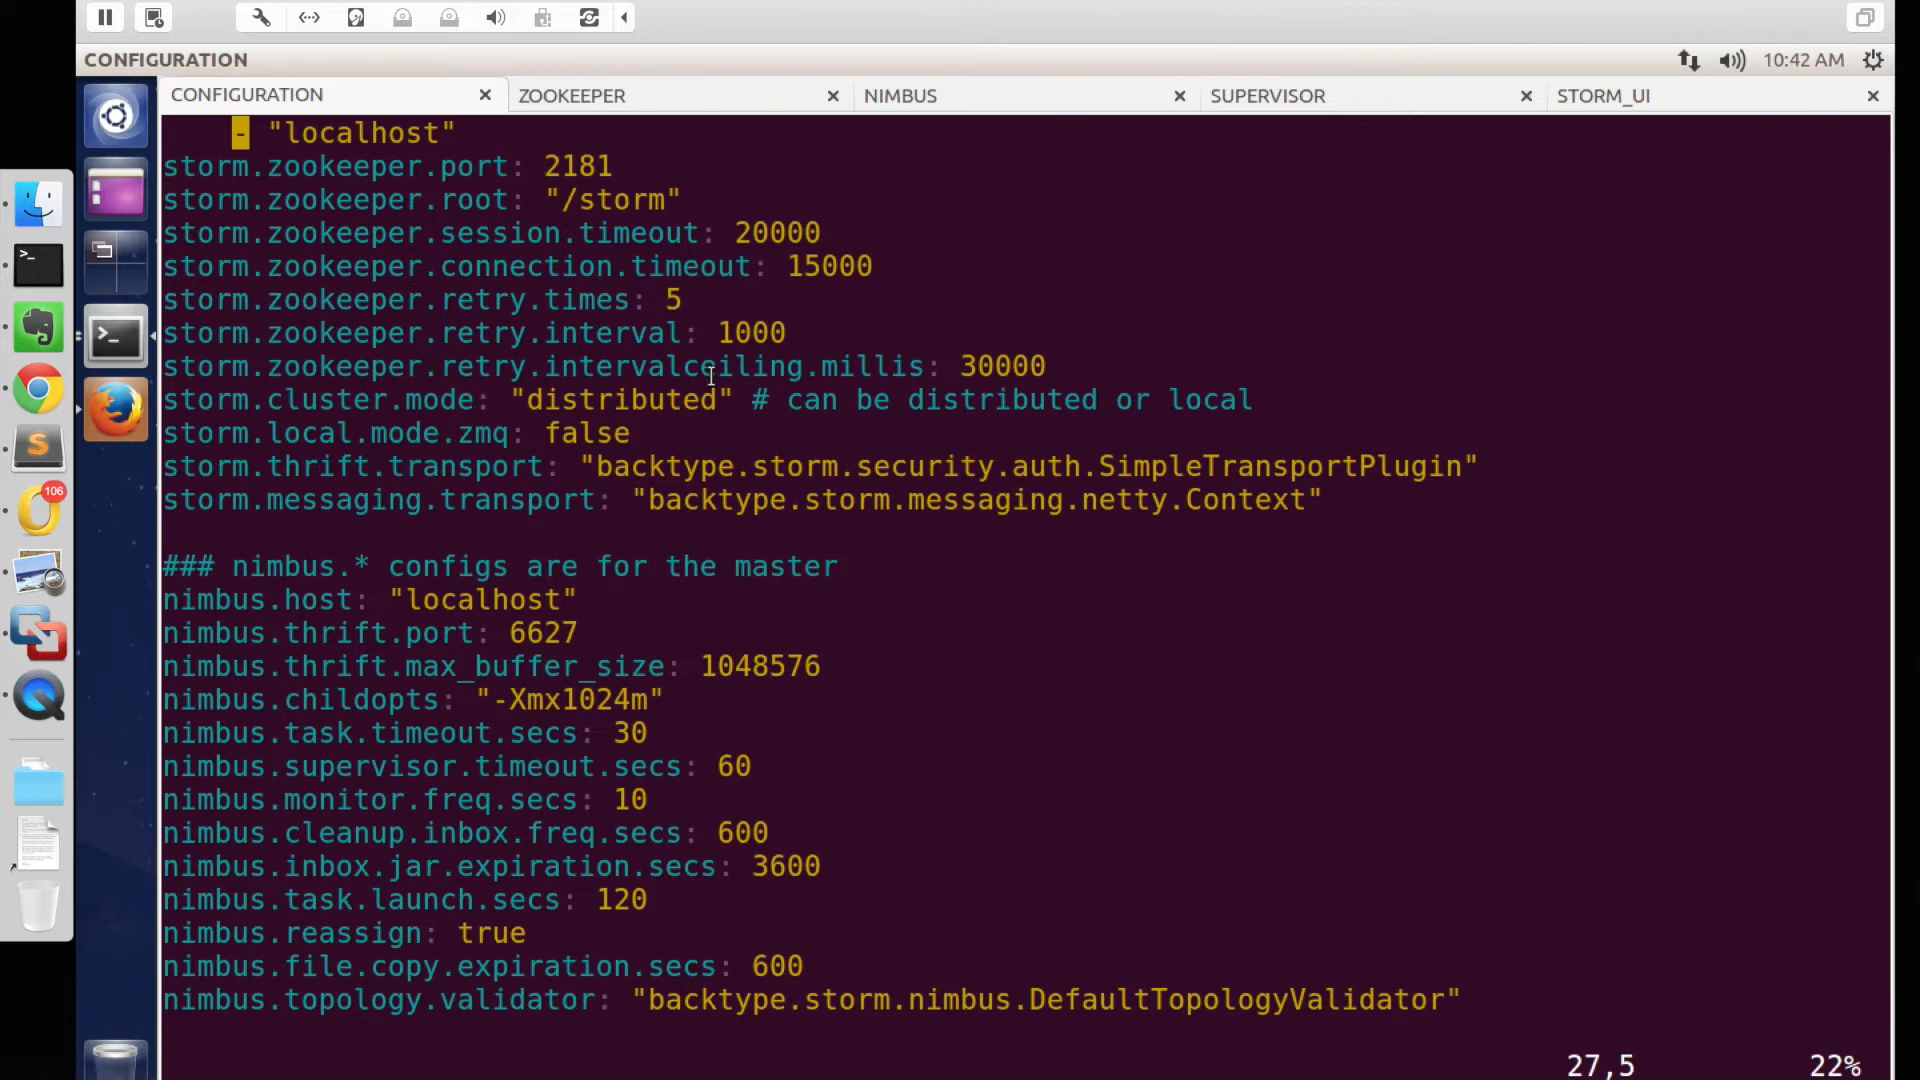 CONFIGURATION
10:42 AM
CONFIGURATION
ZOOKEEPER
NIMBUS
SUPERVISOR
STORM_UI
- "localhost"
storm.zookeeper.port: 2181
storm.zookeeper.root: "/storm"
storm.zookeeper.session.timeout: 20000
storm.zookeeper.connection.timeout: 15000
storm.zookeeper.retry.times: 5
storm.zookeeper.retry.interval: 1000
storm.zookeeper.retry.intervalceiling.millis: 30000
storm.cluster.mode: "distributed" # can be distributed or local
storm.local.mode.zmq: false
storm.thrift.transport: "backtype.storm.security.auth.SimpleTransportPlugin"
storm.messaging.transport: "backtype.storm.messaging.netty.Context"
### nimbus.* configs are for the master
nimbus.host: "localhost"
nimbus.thrift.port: 6627
nimbus.thrift.max_buffer_size: 1048576
nimbus.childopts: "-Xmx1024m"
nimbus.task.timeout.secs: 30
nimbus.supervisor.timeout.secs: 60
nimbus.monitor.freq.secs: 10
nimbus.cleanup.inbox.freq.secs: 600
nimbus.inbox.jar.expiration.secs: 3600
nimbus.task.launch.secs: 120
nimbus.reassign: true
nimbus.file.copy.expiration.secs: 600
nimbus.topology.validator: "backtype.storm.nimbus.DefaultTopologyValidator"
27,5
22%
106